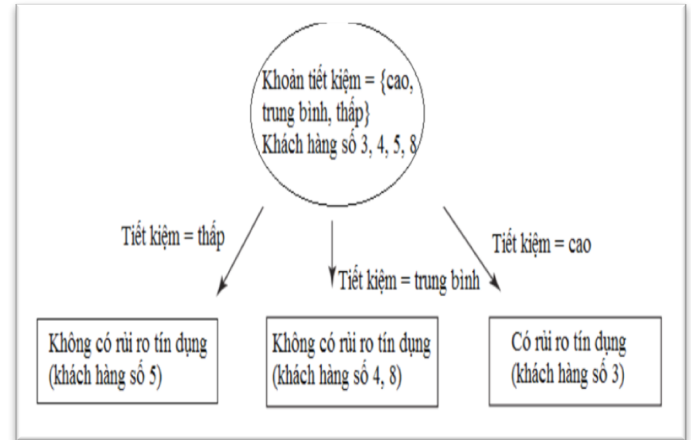 Khoản tiết kiệm = {cao,
trung bình, thấp}
Khách hàng số 3, 4, 5, 8
Tiết kiệm = thấp
Tiết kiệm = trung bình
Tiết kiệm = cao
Không có rủi ro tín dụng
(khách hàng số 5)
Không có rủi ro tín dụng
(khách hàng số 4, 8)
Có rủi ro tín dụng
(khách hàng số 3)